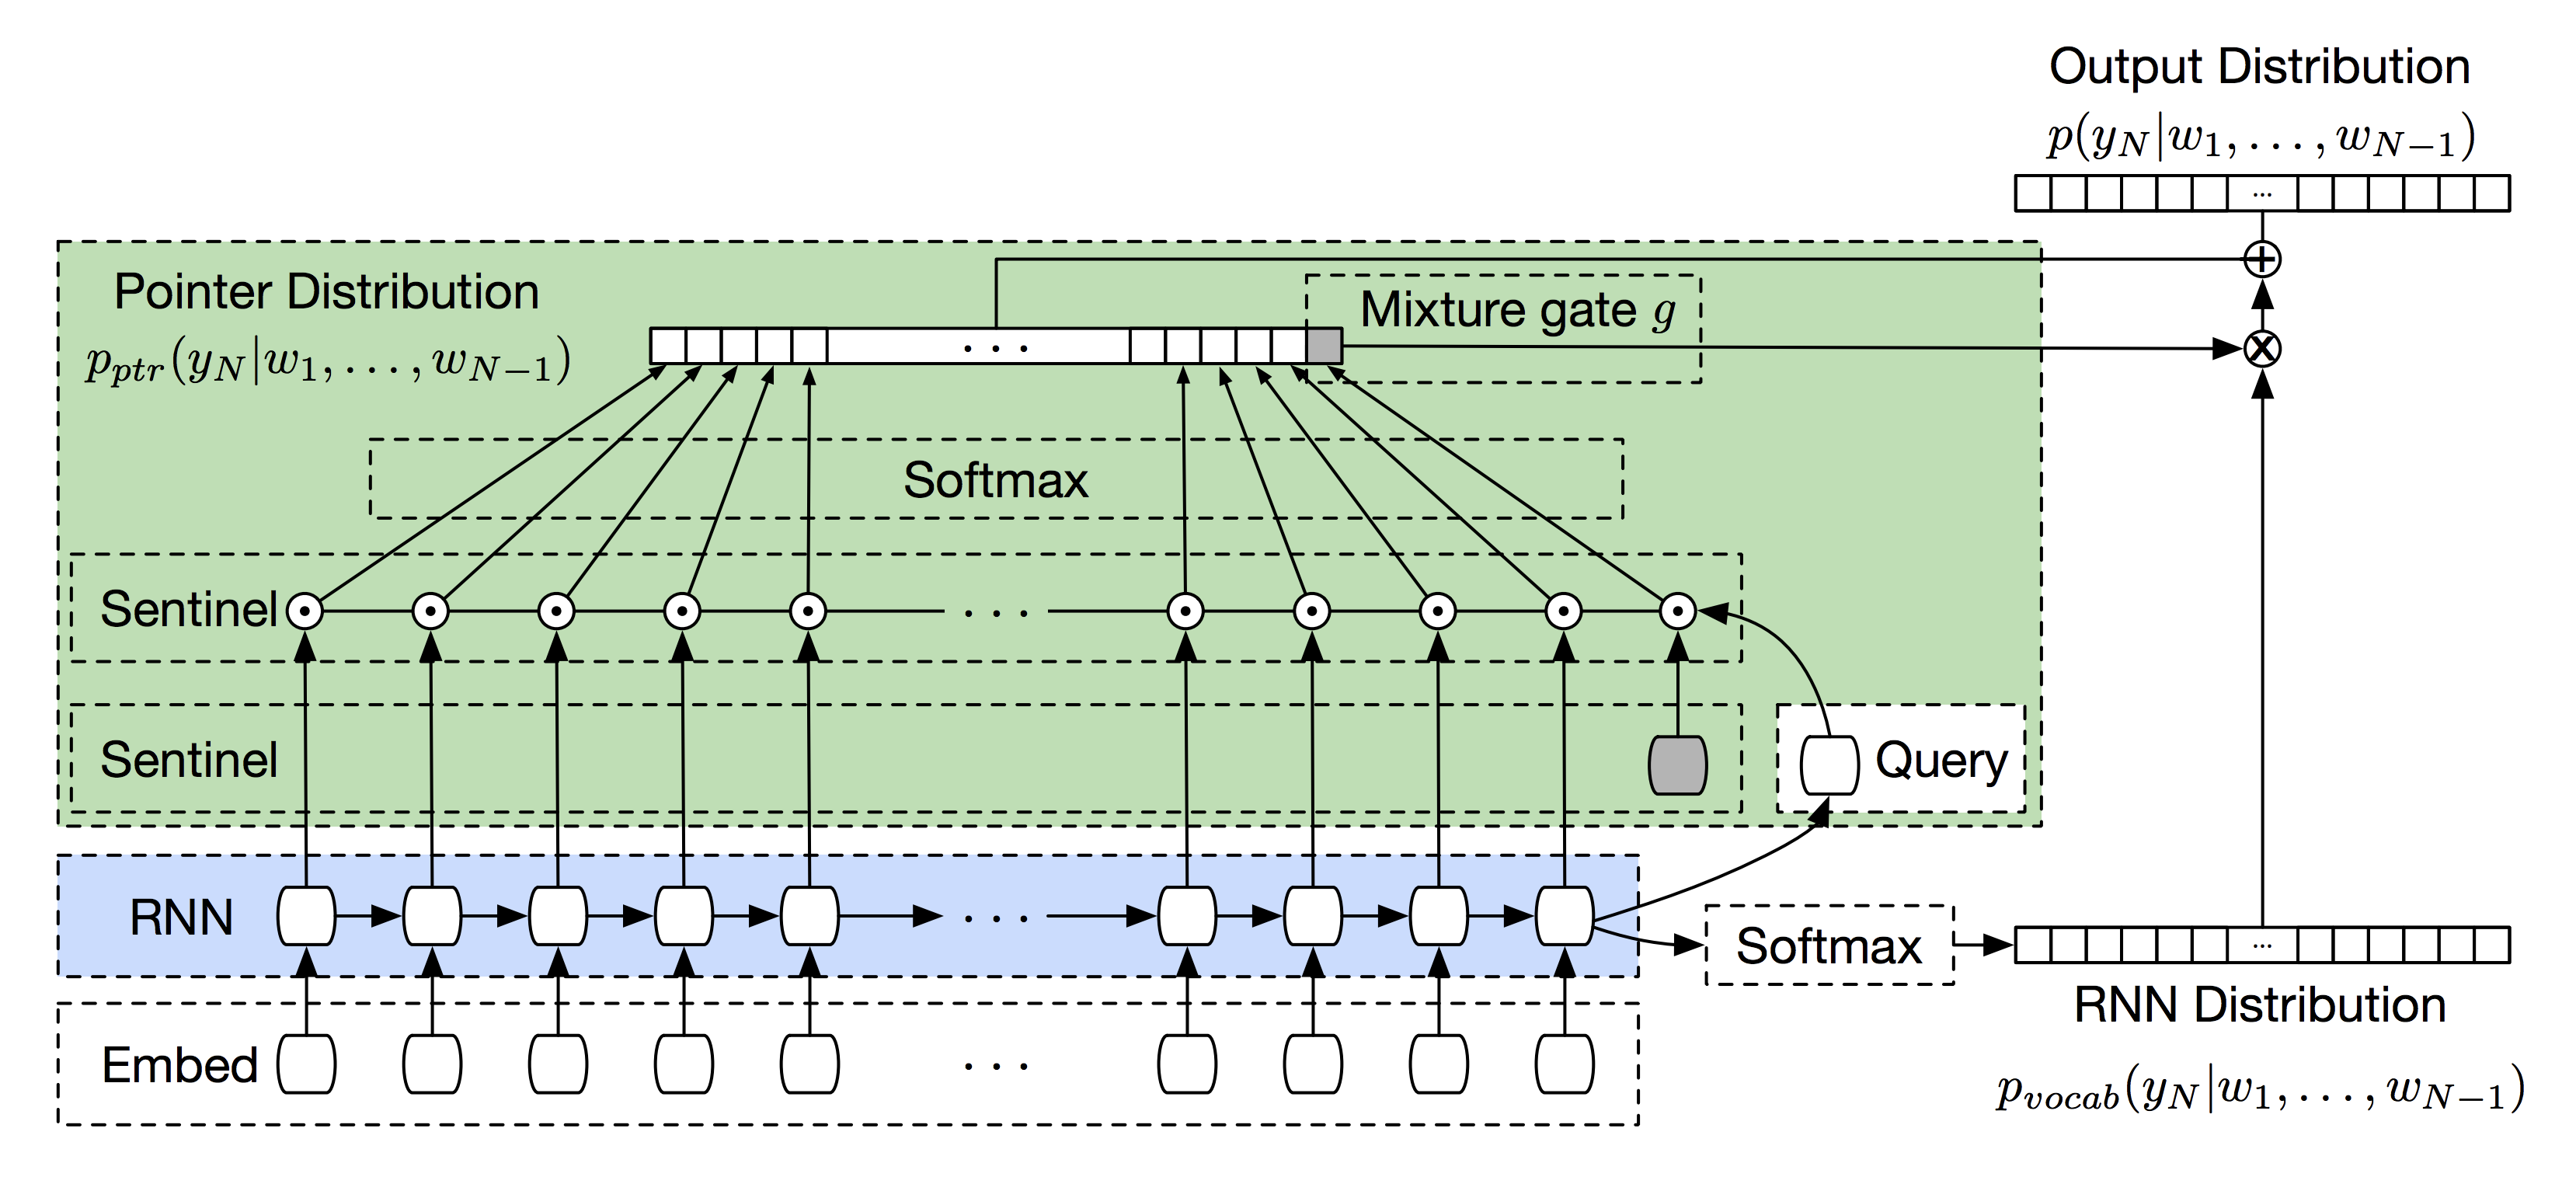 Output Distribution
p(y_N|w_1, . . . , w_{N−1})
...
Pointer Distribution
p_{ptr}(y_N|w_1, . . . , w_{N−1})
Mixture gate g
. . .
+
x
Softmax
Sentinel
. . .
Sentinel
Query
RNN
. . .
Softmax
...
RNN Distribution
p_{vocab}(y_N|w_1, . . . , w_{N−1})
Embed
. . .